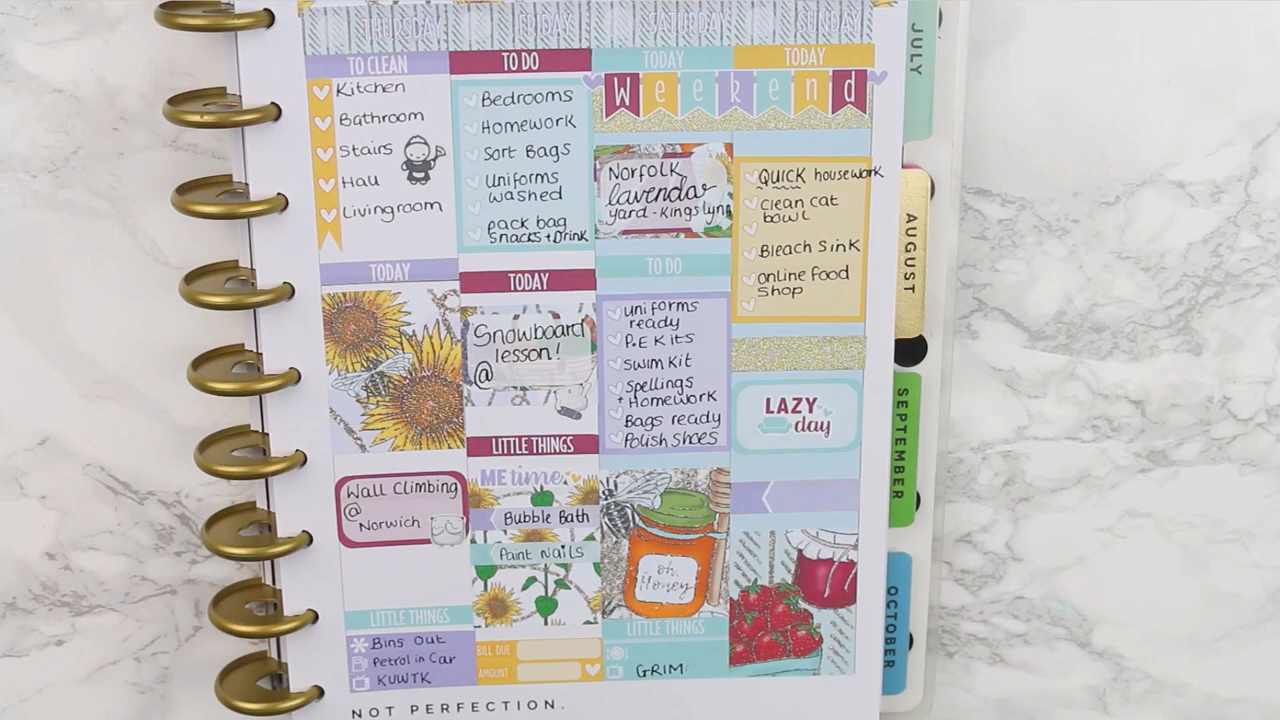 THURSDAY
FRIDAY
SATURDAY
SUNDAY
TO CLEAN
Kitchen
Bathroom
Stairs
Hall
Livingroom
TODAY
Wall Climbing
@
Norwich
LITTLE THINGS
Bins Out
Petrol in Car
KUWTK
TO DO
Bedrooms
Homework
Sort Bags
Uniforms
washed
pack bag
snacks + Drink
TODAY
Snowboard
lesson!
@
LITTLE THINGS
ME time
Bubble Bath
Paint Nails
BILL DUE
AMOUNT
TODAY
TODAY
Weekend
Norfolk
lavendar
yard - Kings lynn
TO DO
uniforms
ready
P.E Kits
Swim Kit
Spellings
+ Homework
Bags ready
Polish Shoes
oh,
Honey
LITTLE THINGS
GRIM:
QUICK housework
clean cat
bowl
Bleach Sink
online food
shop
LAZY
day
NOT PERFECTION.
JULY
AUGUST
SEPTEMBER
OCTOBER